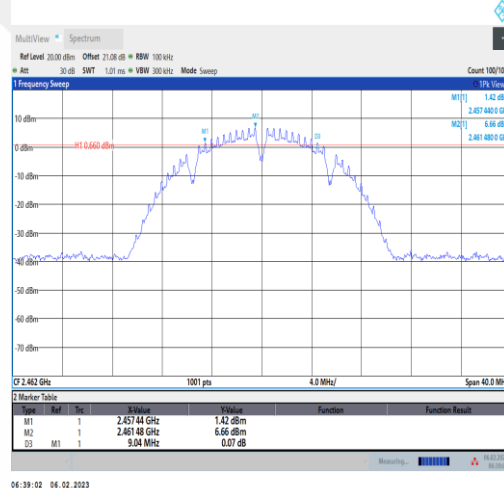 MultiView Spectrum
Ref Level 20.00 dBm Offset 21.08 dB RBW 100 kHz
Att 30 dB SWT 1.01 ms VBW 300 kHz Mode Sweep Count 100/10
1 Frequency Sweep 1Pk View
M1[1] 1.42 dB
2.457 440 0 G
M2[1] 6.66 dB
2.461 480 0 G
10 dBm
M1
M1
D3
0 dBm
H1 0.660 dBm
-10 dBm
-20 dBm
-30 dBm
-40 dBm
-50 dBm
-60 dBm
-70 dBm
CF 2.462 GHz 1001 pts 4.0 MHz/ Span 40.0 MH
2 Marker Table
Type Ref Trc X-Value Y-Value Function Function Result
M1 1 2.45744 GHz 1.42 dBm
M2 1 2.46148 GHz 6.66 dBm
D3 M1 1 9.04 MHz 0.07 dB
Measuring...
06:39:02 06.02.2023